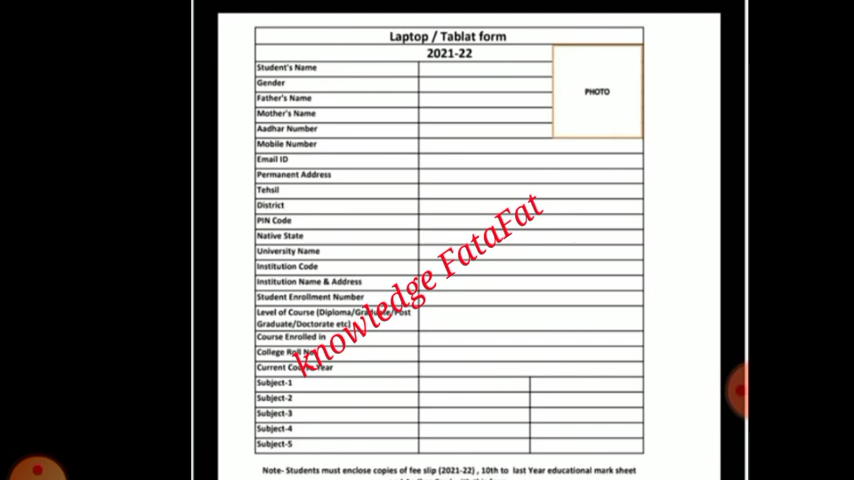 Laptop / Tablat form
2021-22
PHOTO
Student's Name
Gender
Father's Name
Mother's Name
Aadhar Number
Mobile Number
Email ID
Permanent Address
Tehsil
District
PIN Code
Native State
University Name
Institution Code
Institution Name & Address
Student Enrollment Number
Level of Course (Diploma/Graduate/Post
Graduate/Doctorate etc)
Course Enrolled in
College Roll No
Current Course Year
Subject-1
Subject-2
Subject-3
Subject-4
Subject-5
knowledge FataFat
Note- Students must enclose copies of fee slip (2021-22) , 10th to last Year educational mark sheet